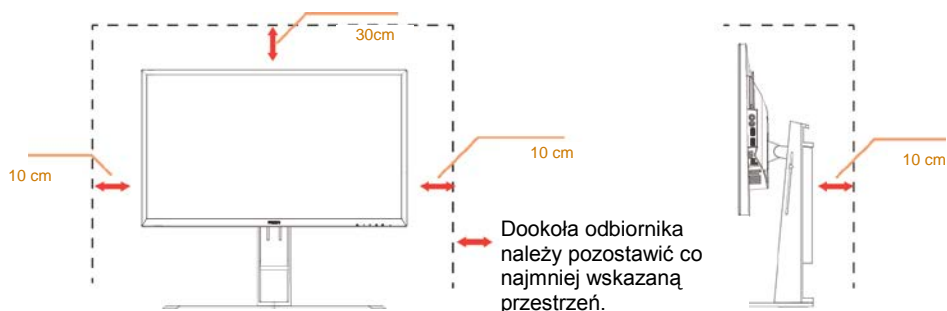 30cm
10 cm
10 cm
10 cm
Dookoła odbiornika
należy pozostawić co
najmniej wskazaną
przestrzeń.